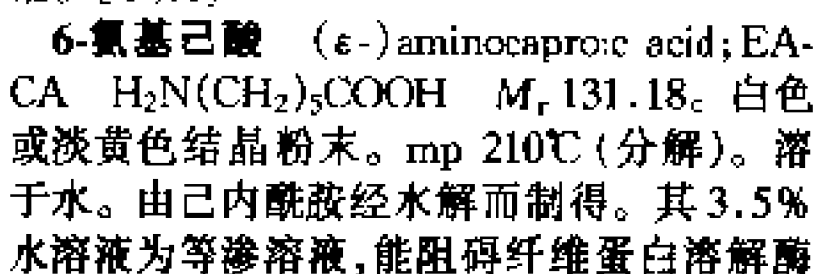 6-氨基己酸 (ε-)aminocaproic acid;EA-
CA H₂N(CH₂)₅COOH Mᵣ 131.18。白色
或淡黄色结晶粉末。mp 210℃(分解)。溶
于水。由己内酰胺经水解而制得。其3.5%
水溶液为等渗溶液,能阻碍纤维蛋白溶解酶